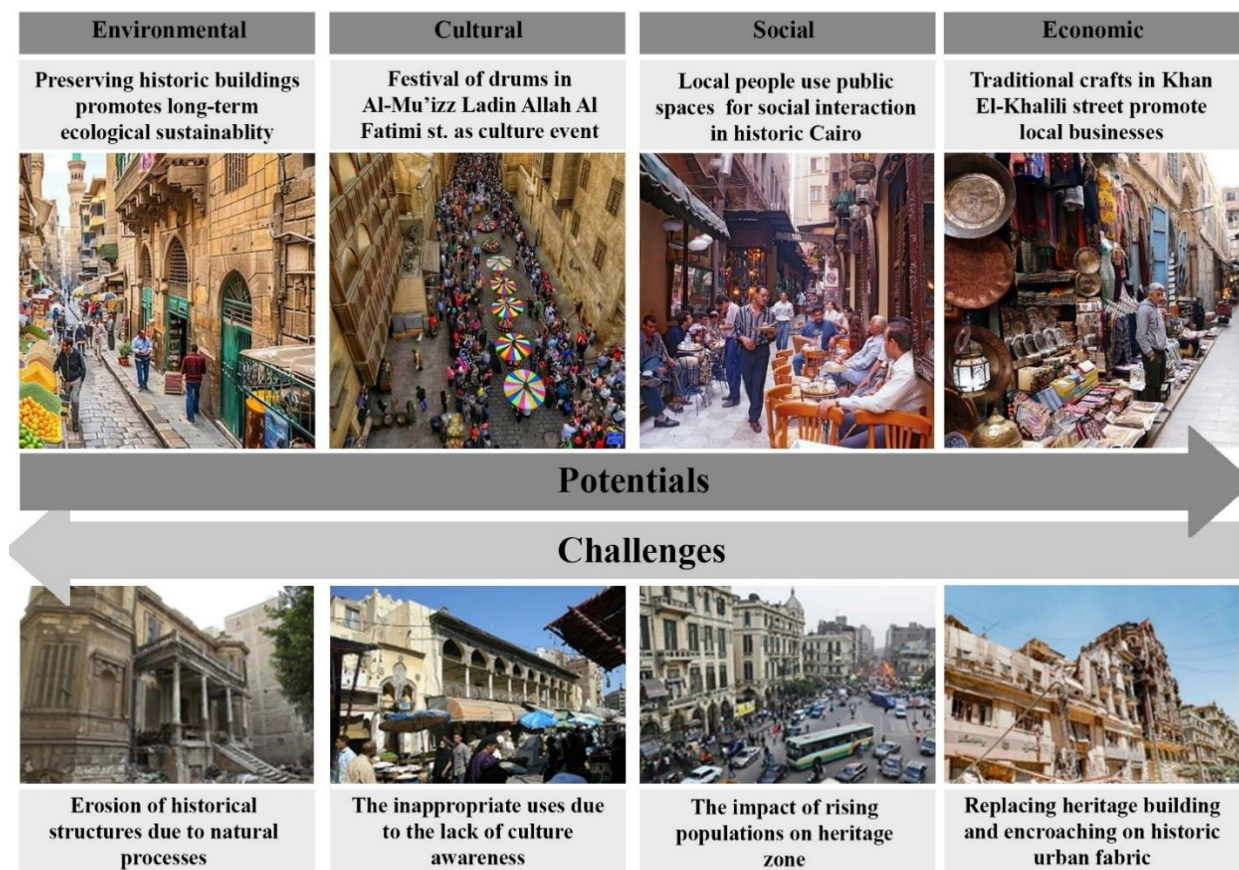 Environmental
Preserving historic buildings
promotes long-term
ecological sustainablity
Cultural
Festival of drums in
Al-Mu’izz Ladin Allah Al
Fatimi st. as culture event
Social
Local people use public
spaces for social interaction
in historic Cairo
Economic
Traditional crafts in Khan
El-Khalili street promote
local businesses
Potentials
Challenges
Erosion of historical
structures due to natural
processes
The inappropriate uses due
to the lack of culture
awareness
The impact of rising
populations on heritage
zone
Replacing heritage building
and encroaching on historic
urban fabric